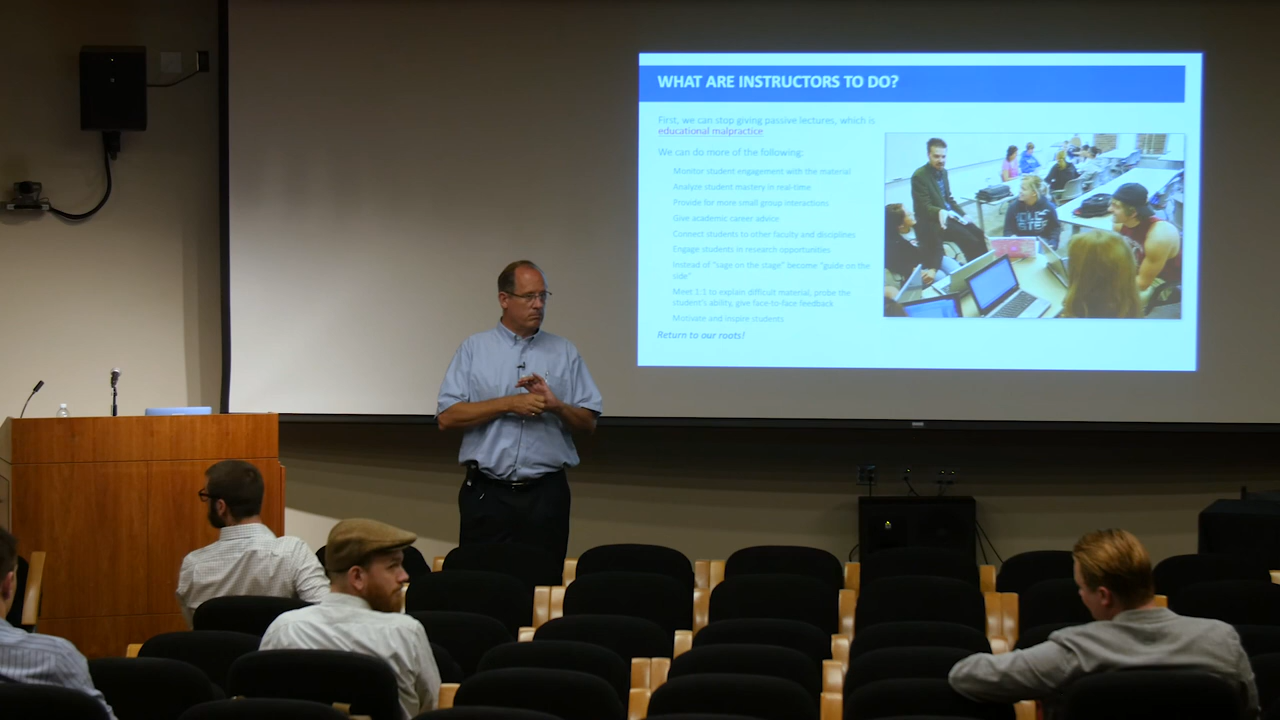 WHAT ARE INSTRUCTORS TO DO?
First, we can stop giving passive lectures, which is
educational malpractice
We can do more of the following:
Monitor student engagement with the material
Analyze student mastery in real-time
Provide for more small group interactions
Give academic career advice
Connect students to other faculty and disciplines
Engage students in research opportunities
Instead of "sage on the stage" become "guide on the
side"
Meet 1:1 to explain difficult material, probe the
student's ability, give face-to-face feedback
Motivate and inspire students
Return to our roots!